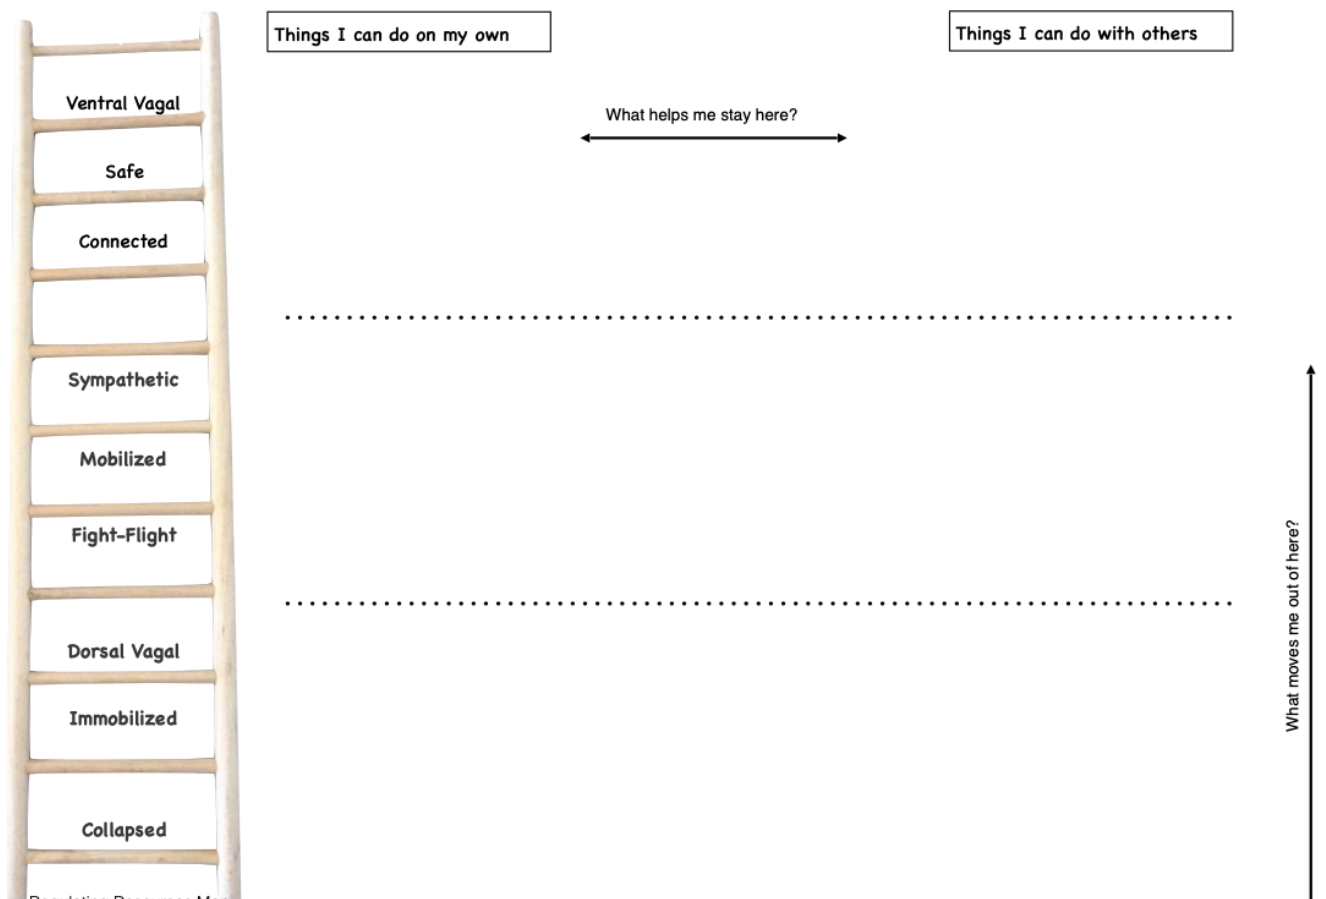 Things I can do on my own
Things I can do with others
What helps me stay here?
Ventral Vagal
Safe
Connected
Sympathetic
Mobilized
Fight-Flight
What moves me out of here?
Dorsal Vagal
Immobilized
Collapsed